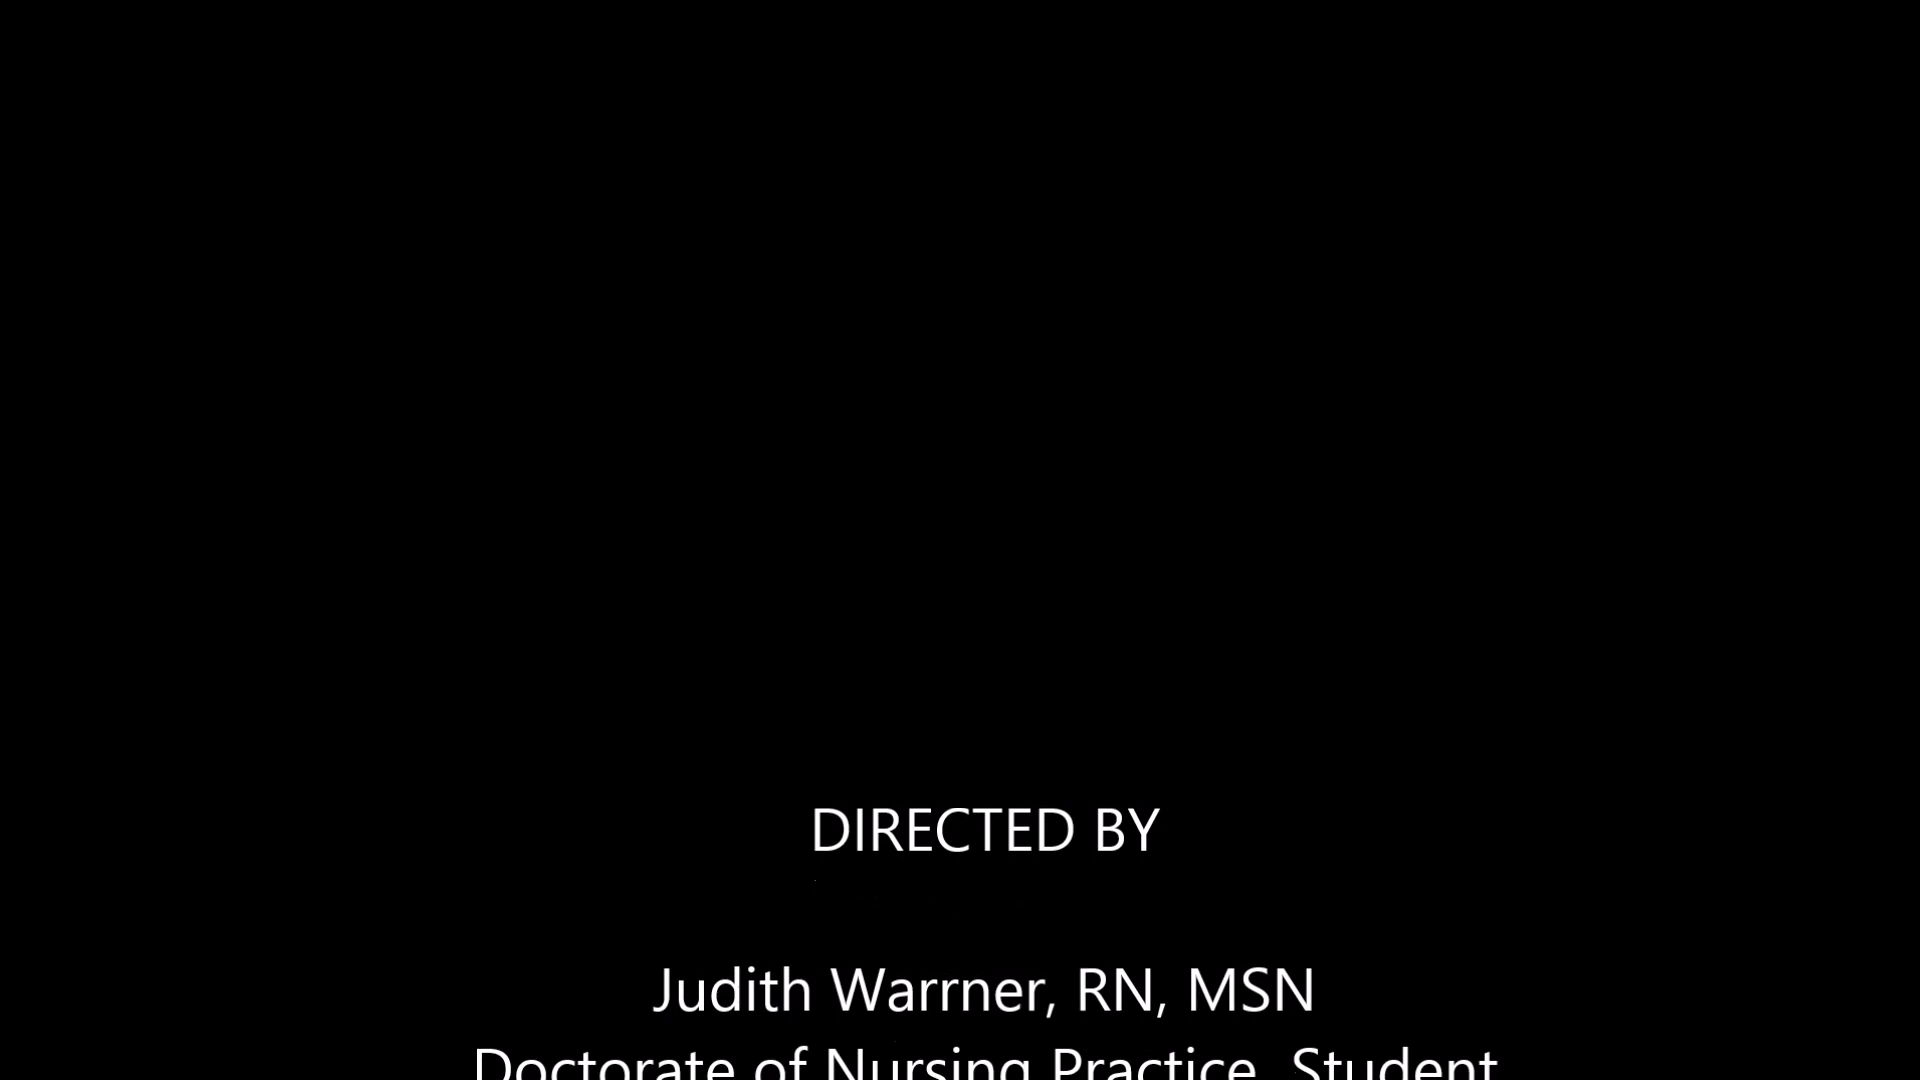 DIRECTED BY
Judith Warrner, RN, MSN
Doctorate of Nursing Practice, Student